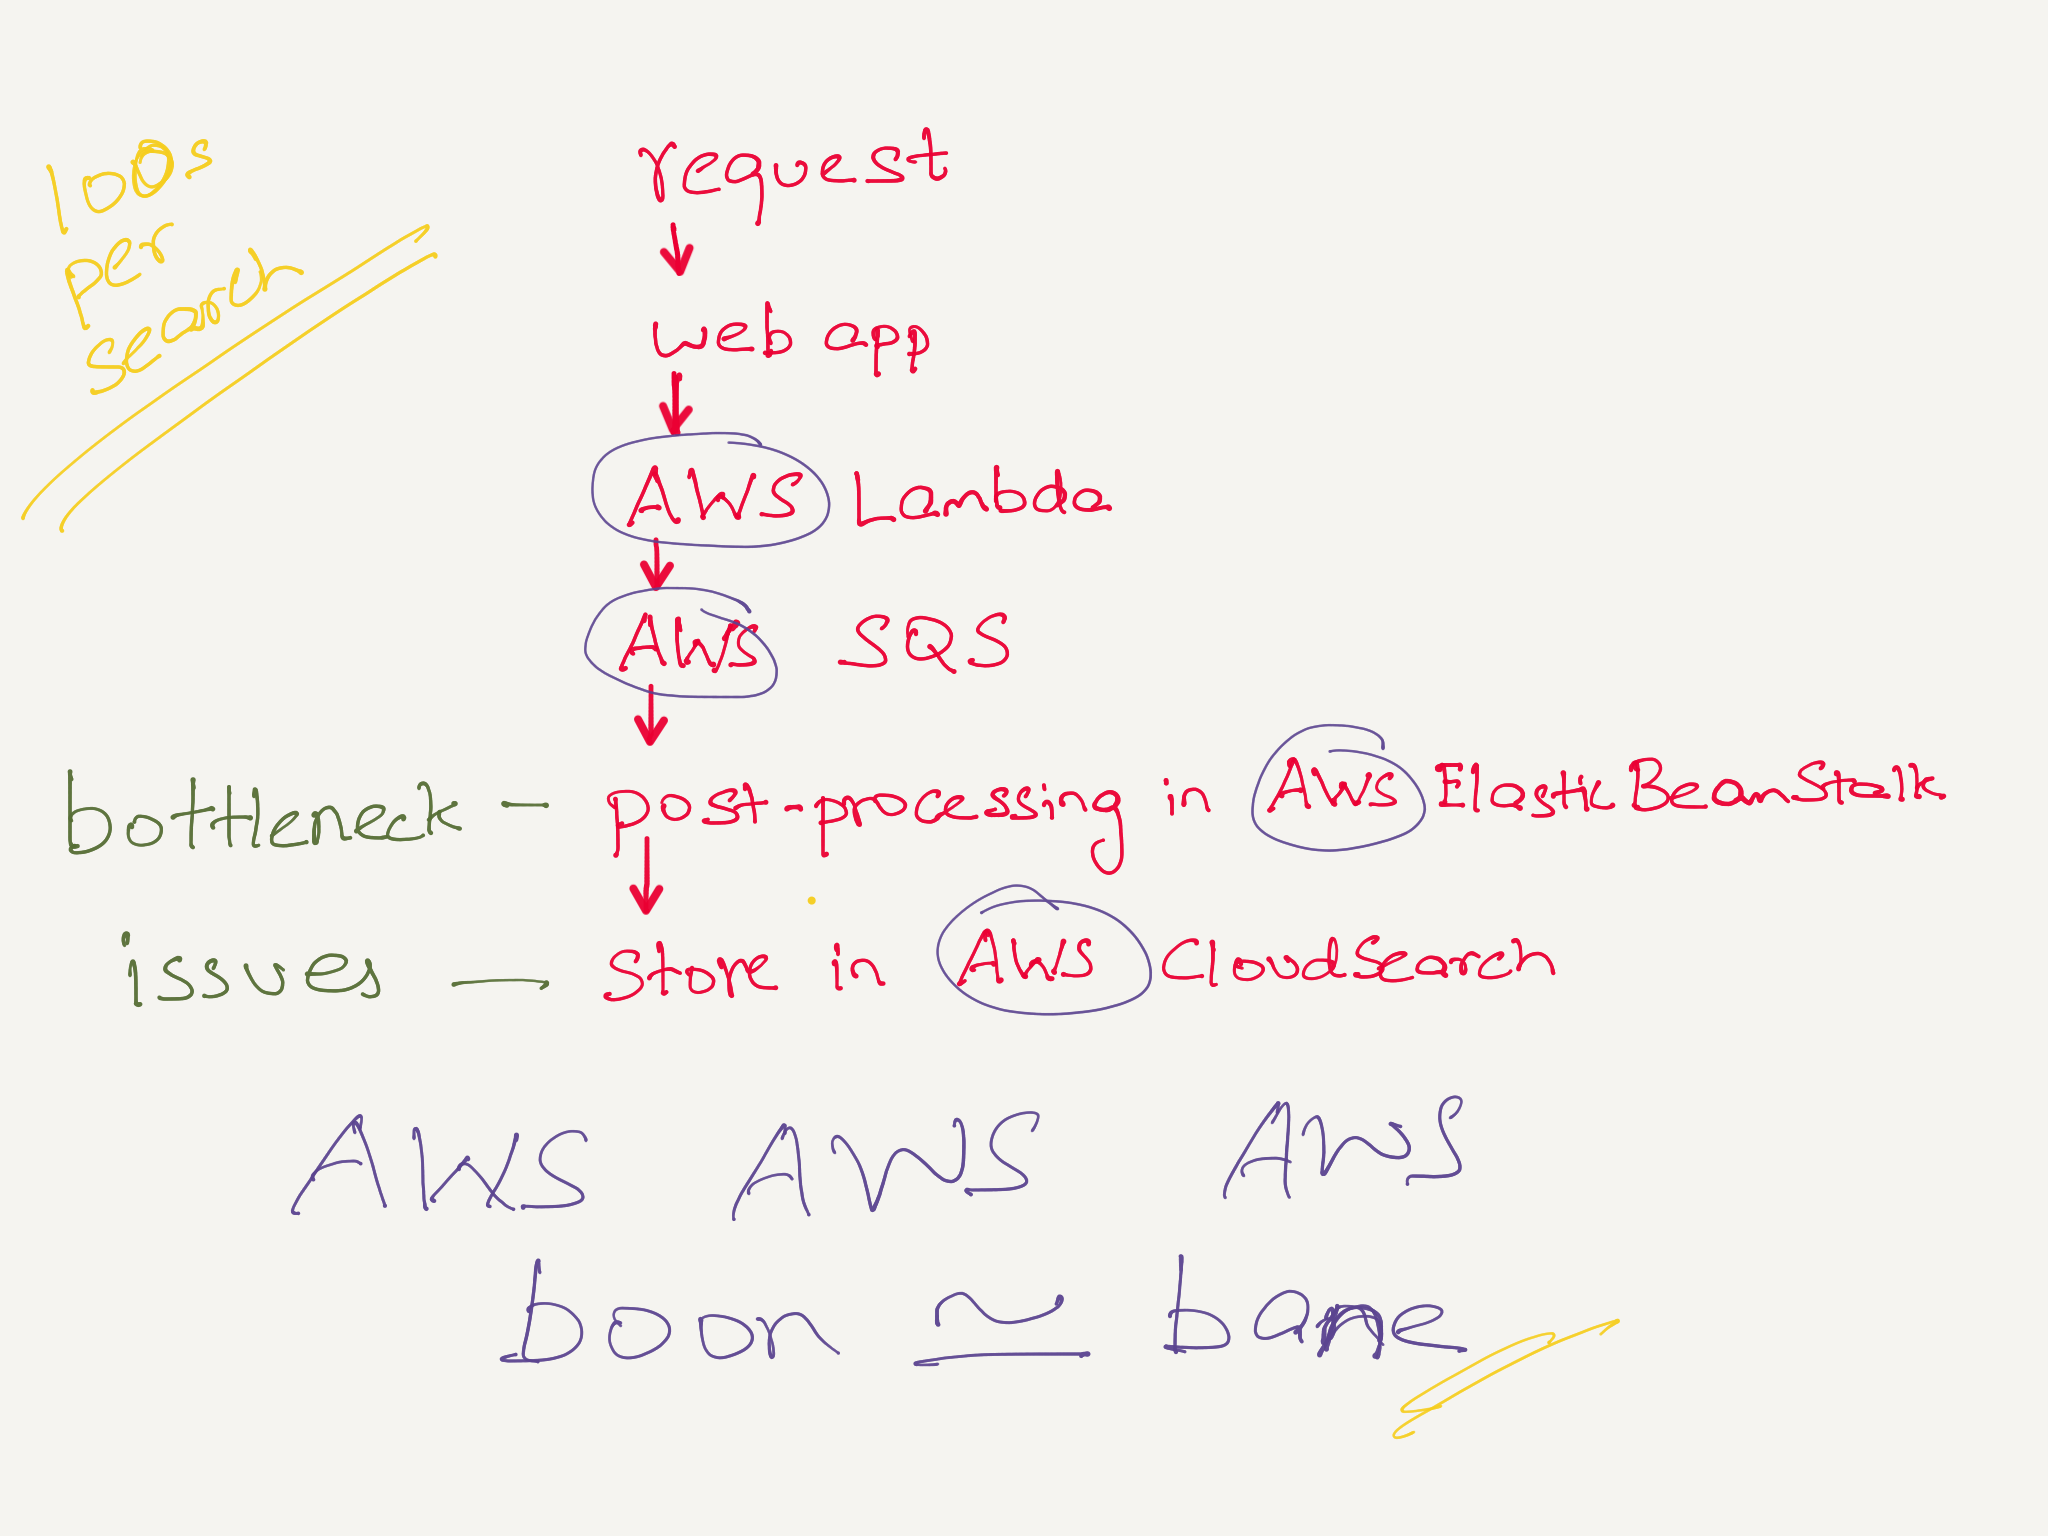 100s
per
search
request
web app
AWS Lambda
AWS SQS
bottleneck – post-processing in AWS ElasticBeanStalk
issues — Store in AWS CloudSearch
AWS AWS AWS
boon ≃ bane